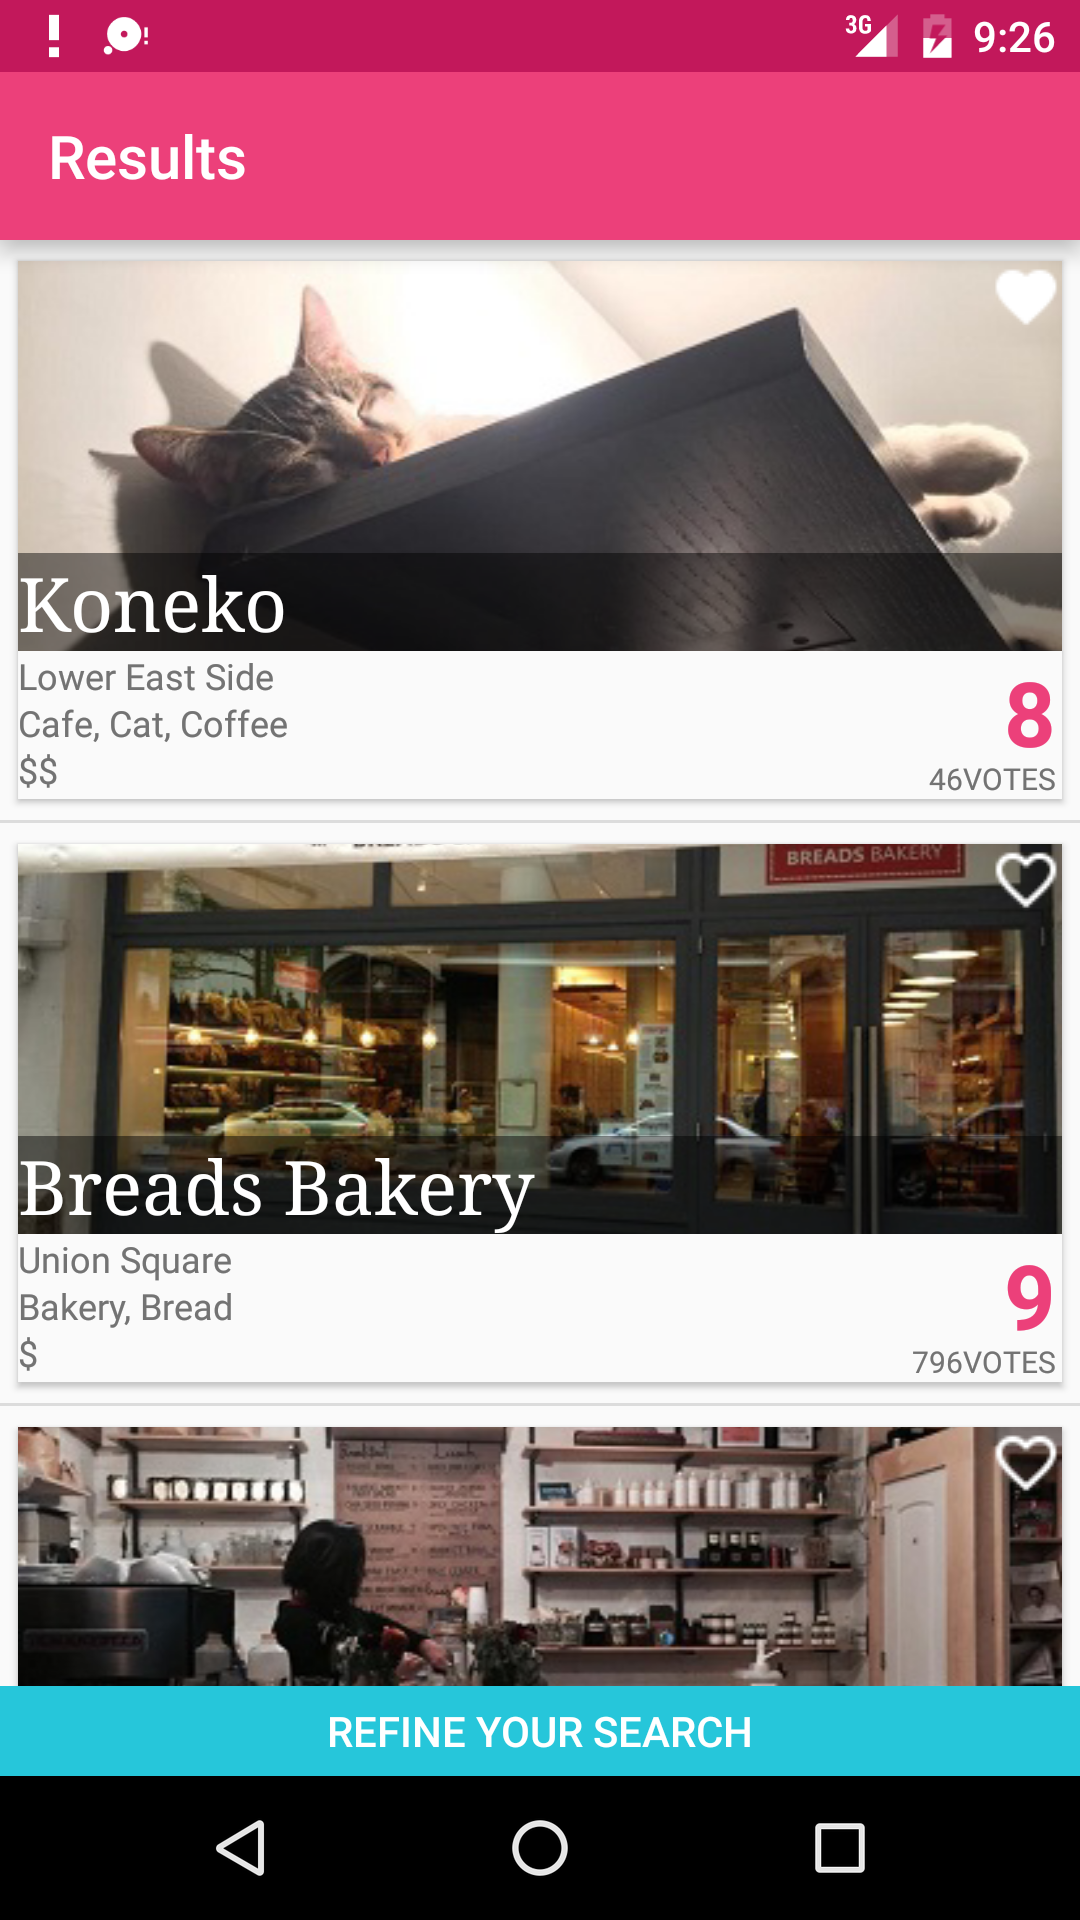 3G 9:26
Results
Koneko
Lower East Side
Cafe, Cat, Coffee
8
$$
46VOTES
BREADS BAKERY
Breads Bakery
Union Square
Bakery, Bread
9
$
796VOTES
Lunch
REFINE YOUR SEARCH